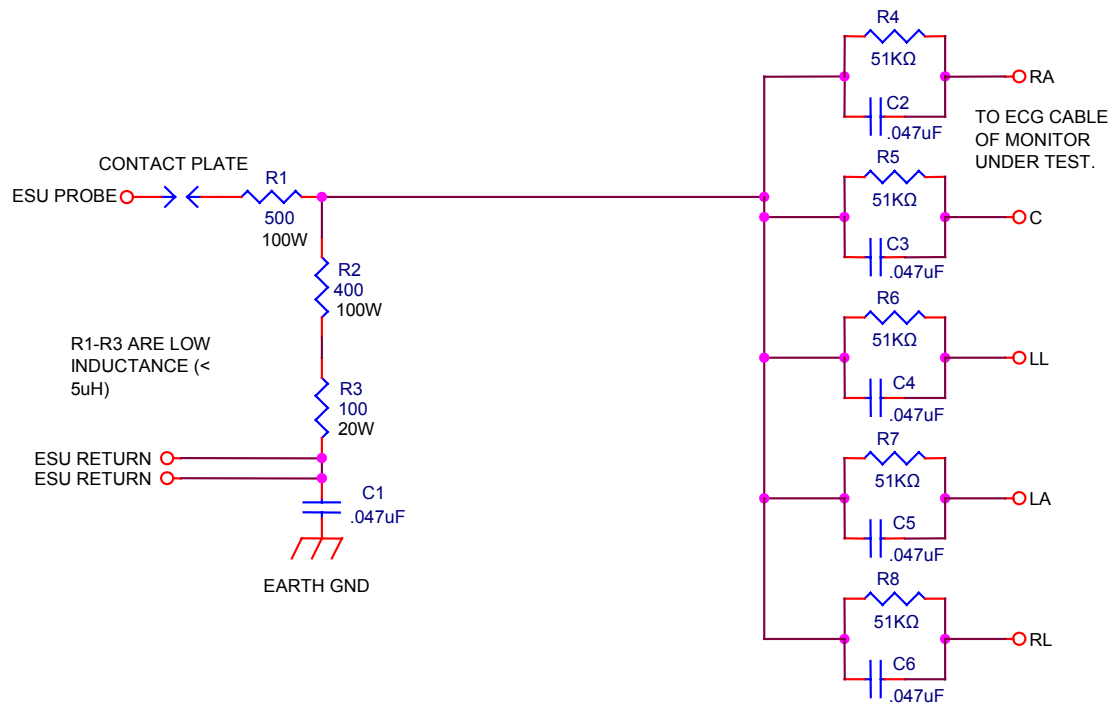 CONTACT PLATE
ESU PROBE
R1
500
100W
R2
400
100W
R1-R3 ARE LOW
INDUCTANCE (<
5uH)
R3
100
20W
ESU RETURN
ESU RETURN
C1
.047uF
EARTH GND
R4
51KΩ
C2
.047uF
RA
TO ECG CABLE
OF MONITOR
UNDER TEST.
R5
51KΩ
C3
.047uF
C
R6
51KΩ
C4
.047uF
LL
R7
51KΩ
C5
.047uF
LA
R8
51KΩ
C6
.047uF
RL